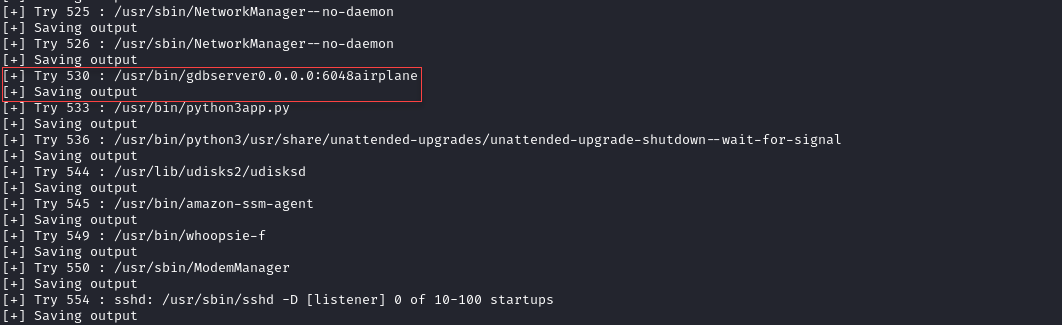 [+] Try 525 : /usr/sbin/NetworkManager--no-daemon
[+] Saving output
[+] Try 526 : /usr/sbin/NetworkManager--no-daemon
[+] Saving output
[+] Try 530 : /usr/bin/gdbserver0.0.0.0:6048airplane
[+] Saving output
[+] Try 533 : /usr/bin/python3app.py
[+] Saving output
[+] Try 536 : /usr/bin/python3/usr/share/unattended-upgrades/unattended-upgrade-shutdown--wait-for-signal
[+] Saving output
[+] Try 544 : /usr/lib/udisks2/udisksd
[+] Saving output
[+] Try 545 : /usr/bin/amazon-ssm-agent
[+] Saving output
[+] Try 549 : /usr/bin/whoopsie-f
[+] Saving output
[+] Try 550 : /usr/sbin/ModemManager
[+] Saving output
[+] Try 554 : sshd: /usr/sbin/sshd -D [listener] 0 of 10-100 startups
[+] Saving output